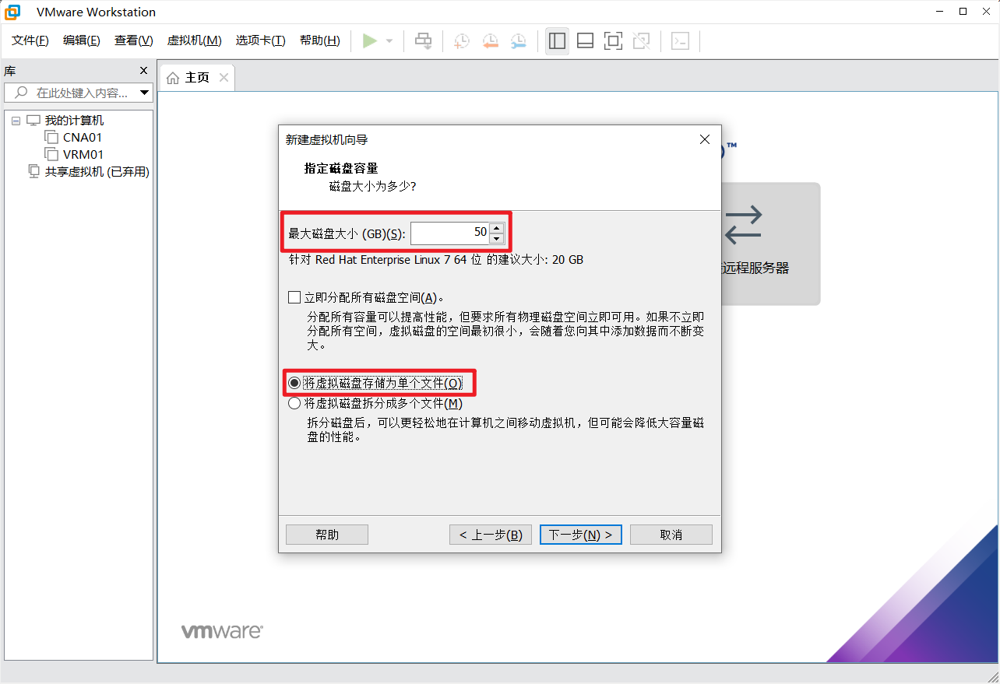 VMware Workstation
文件(F) 编辑(E) 查看(V) 虚拟机(M) 选项卡(T) 帮助(H)
库
在此处键入内容...
主页
我的计算机
CNA01
VRM01
共享虚拟机 (已弃用)
新建虚拟机向导
指定磁盘容量
磁盘大小为多少?
最大磁盘大小 (GB)(S): 50
针对 Red Hat Enterprise Linux 7 64 位 的建议大小: 20 GB
立即分配所有磁盘空间(A)。
分配所有容量可以提高性能，但要求所有物理磁盘空间立即可用。如果不立即
分配所有空间，虚拟磁盘的空间最初很小，会随着您向其中添加数据而不断变
大。
将虚拟磁盘存储为单个文件(O)
将虚拟磁盘拆分成多个文件(M)
拆分磁盘后，可以更轻松地在计算机之间移动虚拟机，但可能会降低大容量磁
盘的性能。
帮助 < 上一步(B) 下一步(N) > 取消
™
远程服务器
vmware